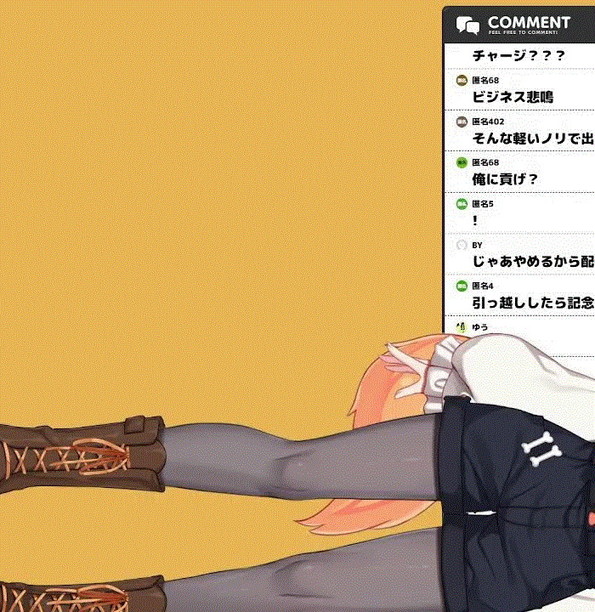 COMMENT
FEEL FREE TO COMMENT!
チャージ？？？
匿名68
ビジネス悲鳴
匿名402
そんな軽いノリで出
匿名68
俺に貢げ？
匿名5
！
BY
じゃあやめるから配
匿名4
引っ越ししたら記念
ゆう